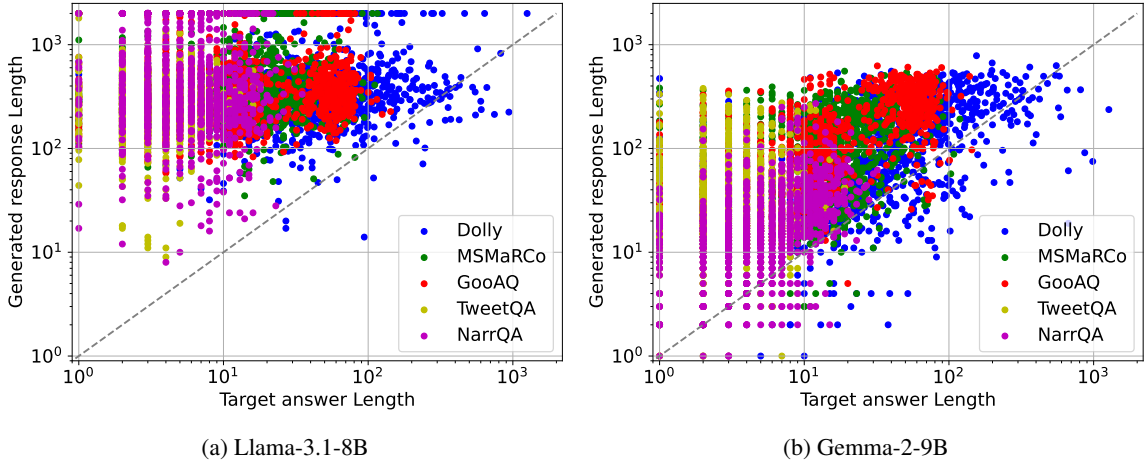 10³
10²
10¹
10⁰
Generated response Length
10⁰
10¹
10²
10³
Target answer Length
Dolly
MSMaRCo
GooAQ
TweetQA
NarrQA
(a) Llama-3.1-8B
10³
10²
10¹
10⁰
Generated response Length
10⁰
10¹
10²
10³
Target answer Length
Dolly
MSMaRCo
GooAQ
TweetQA
NarrQA
(b) Gemma-2-9B